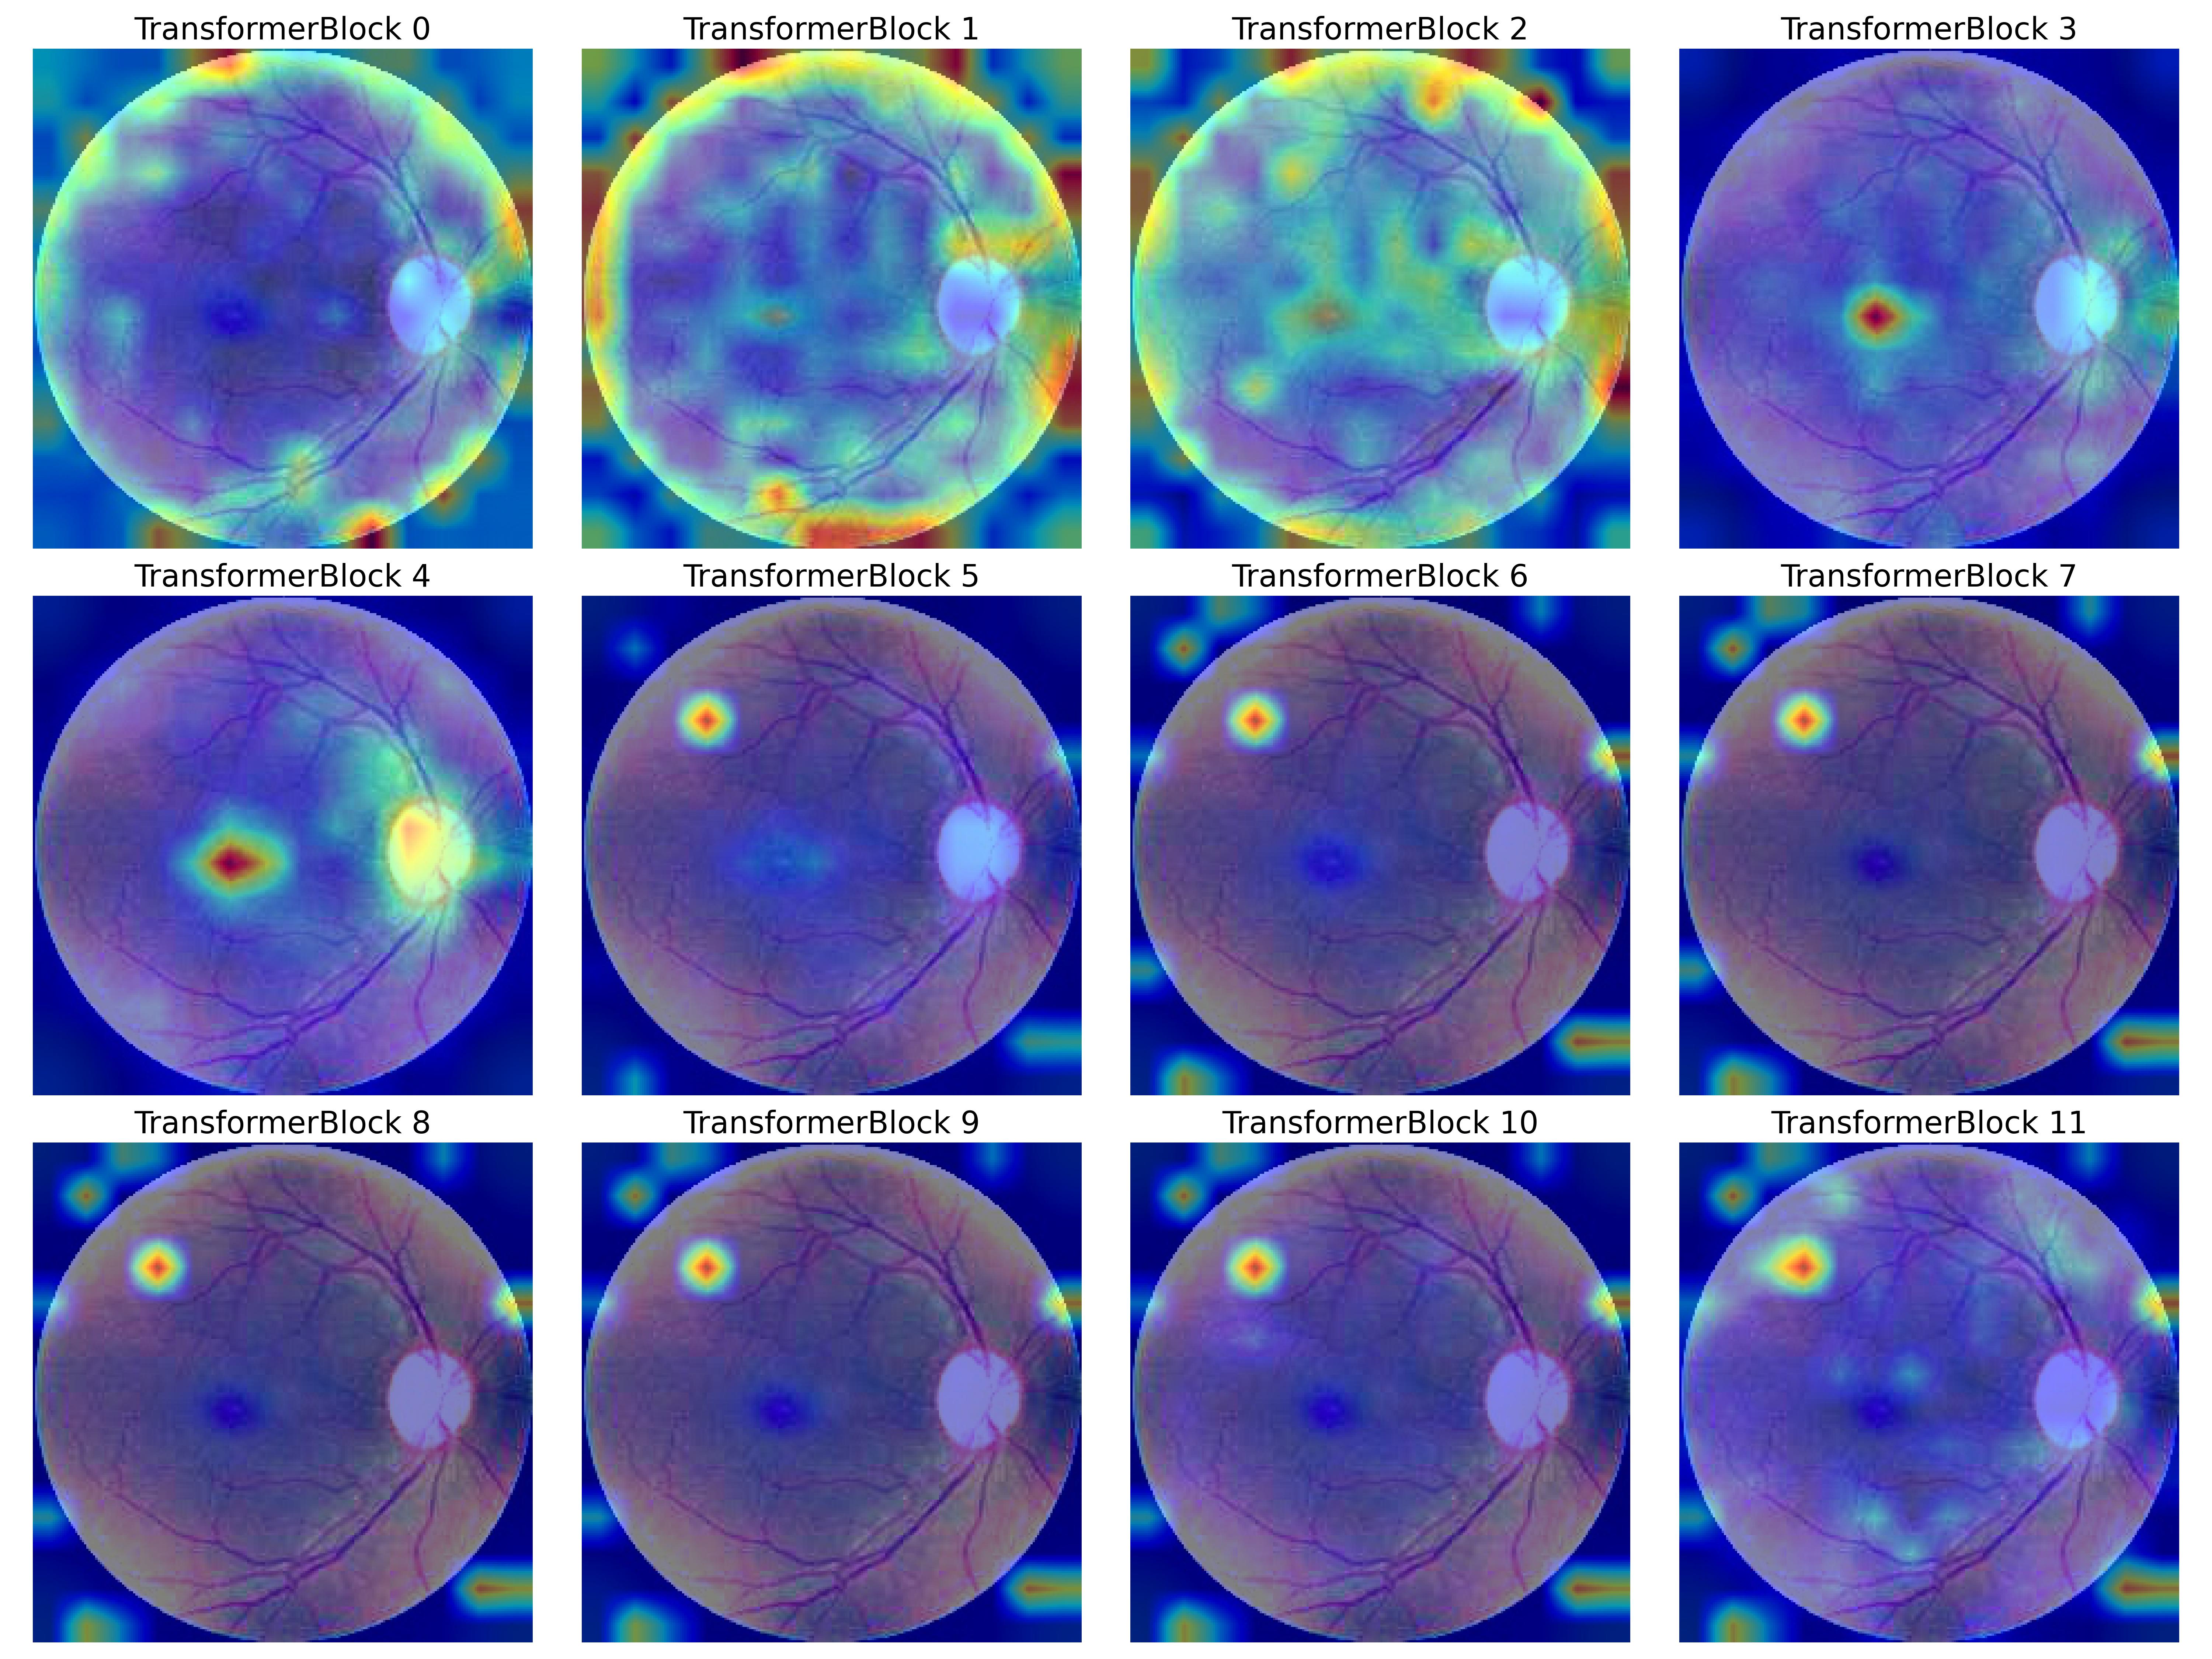 TransformerBlock 0
TransformerBlock 1
TransformerBlock 2
TransformerBlock 3
TransformerBlock 4
TransformerBlock 5
TransformerBlock 6
TransformerBlock 7
TransformerBlock 8
TransformerBlock 9
TransformerBlock 10
TransformerBlock 11